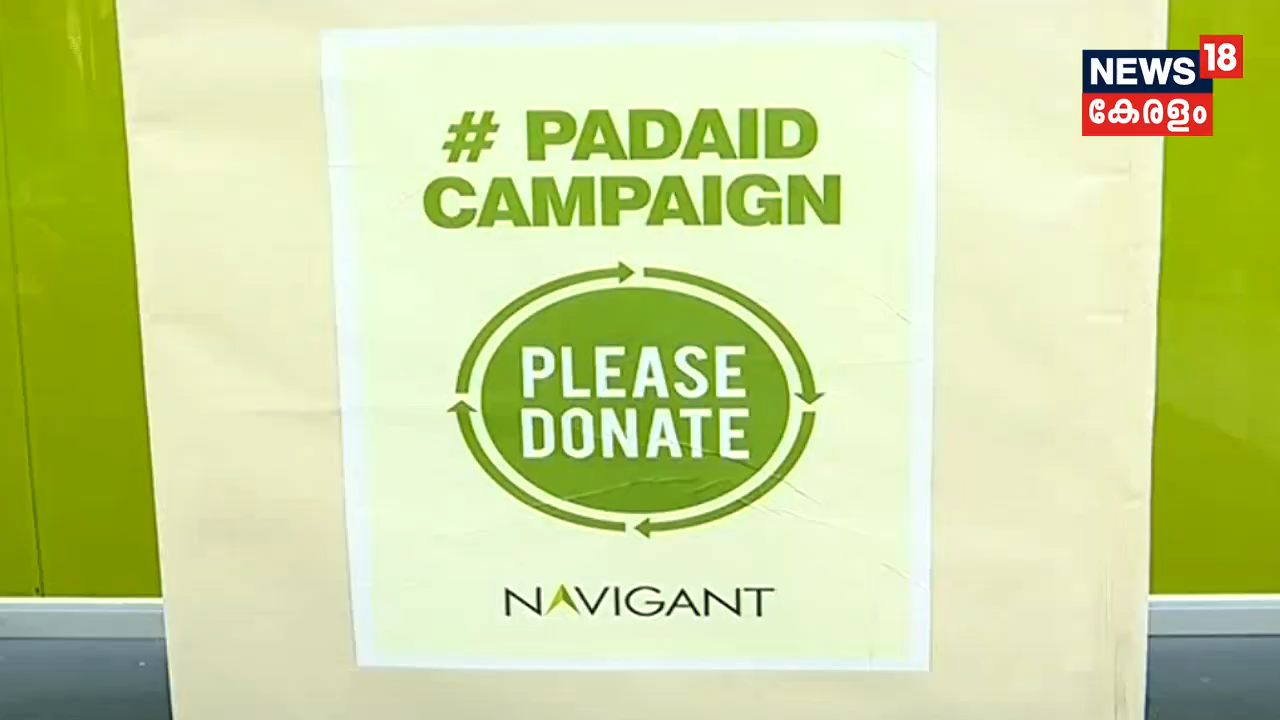 # PADAID
CAMPAIGN
PLEASE
DONATE
NAVIGANT
NEWS 18
കേരളം